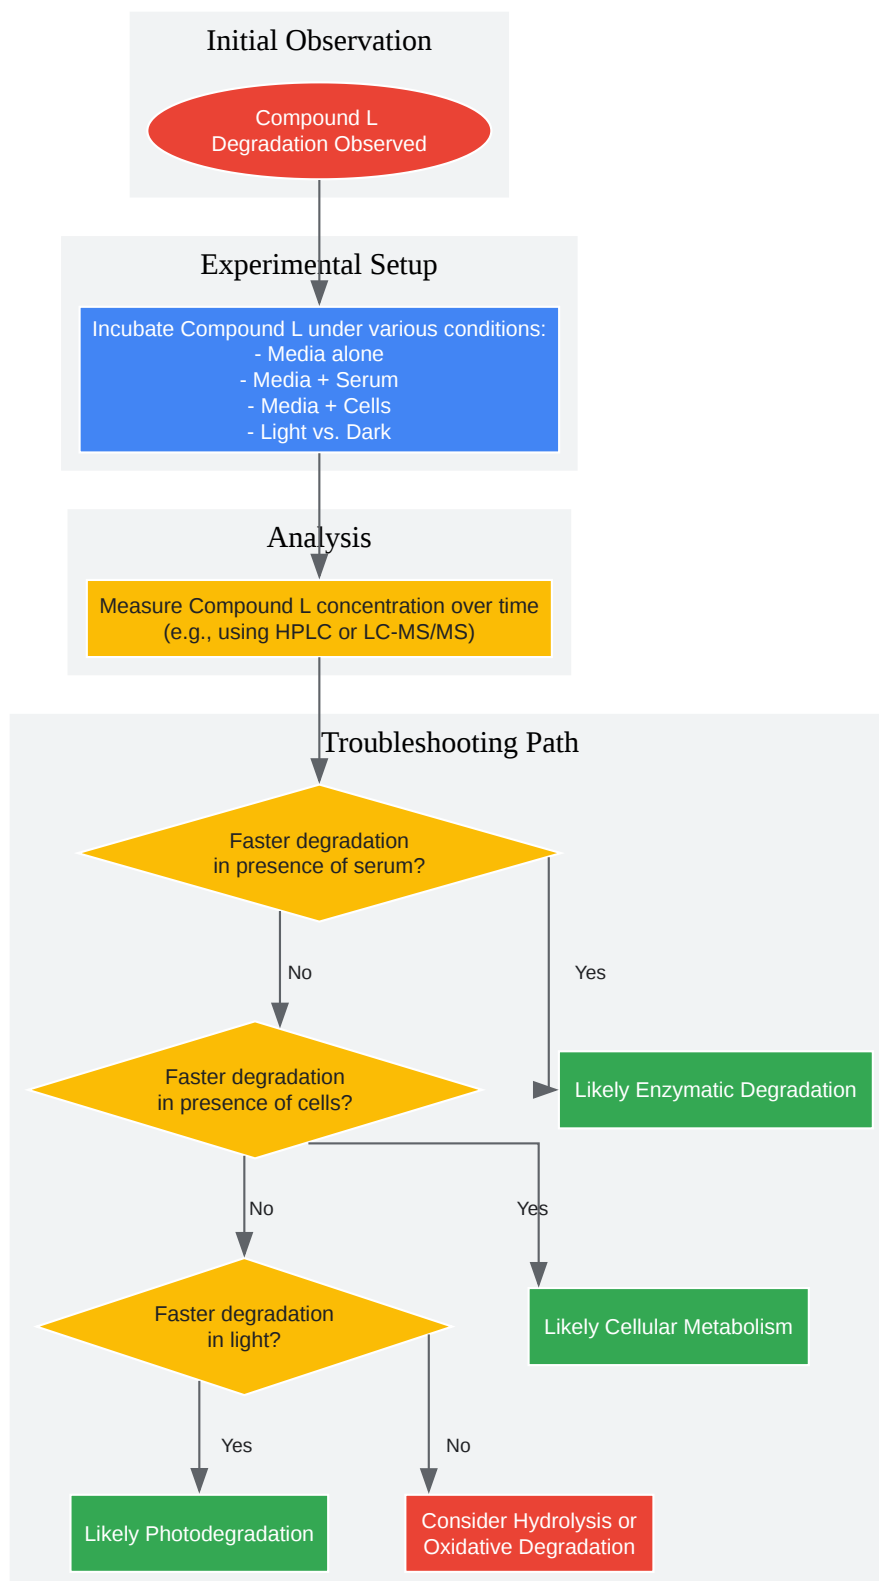 Initial Observation
Compound L
Degradation Observed
Experimental Setup
Incubate Compound L under various conditions:
- Media alone
- Media + Serum
- Media + Cells
- Light vs. Dark
Analysis
Measure Compound L concentration over time
(e.g., using HPLC or LC-MS/MS)
Troubleshooting Path
Faster degradation
in presence of serum?
No
Yes
Faster degradation
in presence of cells?
Likely Enzymatic Degradation
No
Yes
Faster degradation
in light?
Likely Cellular Metabolism
Yes
No
Likely Photodegradation
Consider Hydrolysis or
Oxidative Degradation